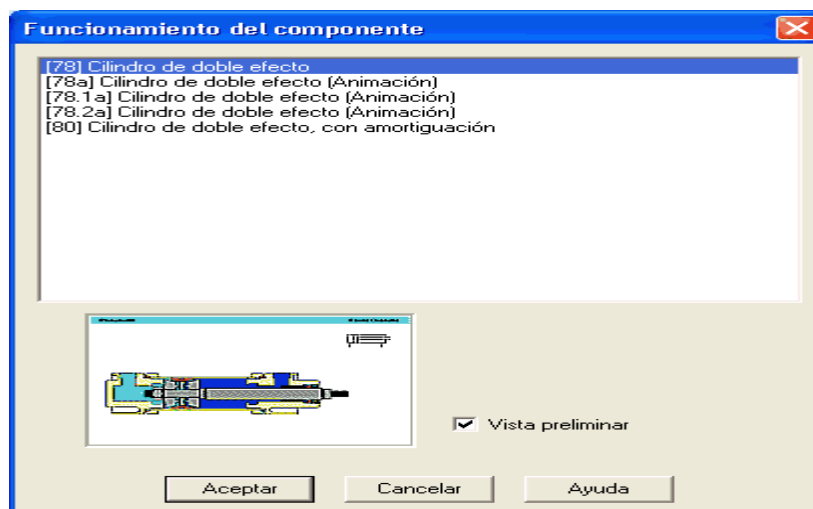 Funcionamiento del componente
[78] Cilindro de doble efecto
[78a] Cilindro de doble efecto (Animación)
[78.1a] Cilindro de doble efecto (Animación)
[78.2a] Cilindro de doble efecto (Animación)
[80] Cilindro de doble efecto, con amortiguación
Vista preliminar
Aceptar
Cancelar
Ayuda